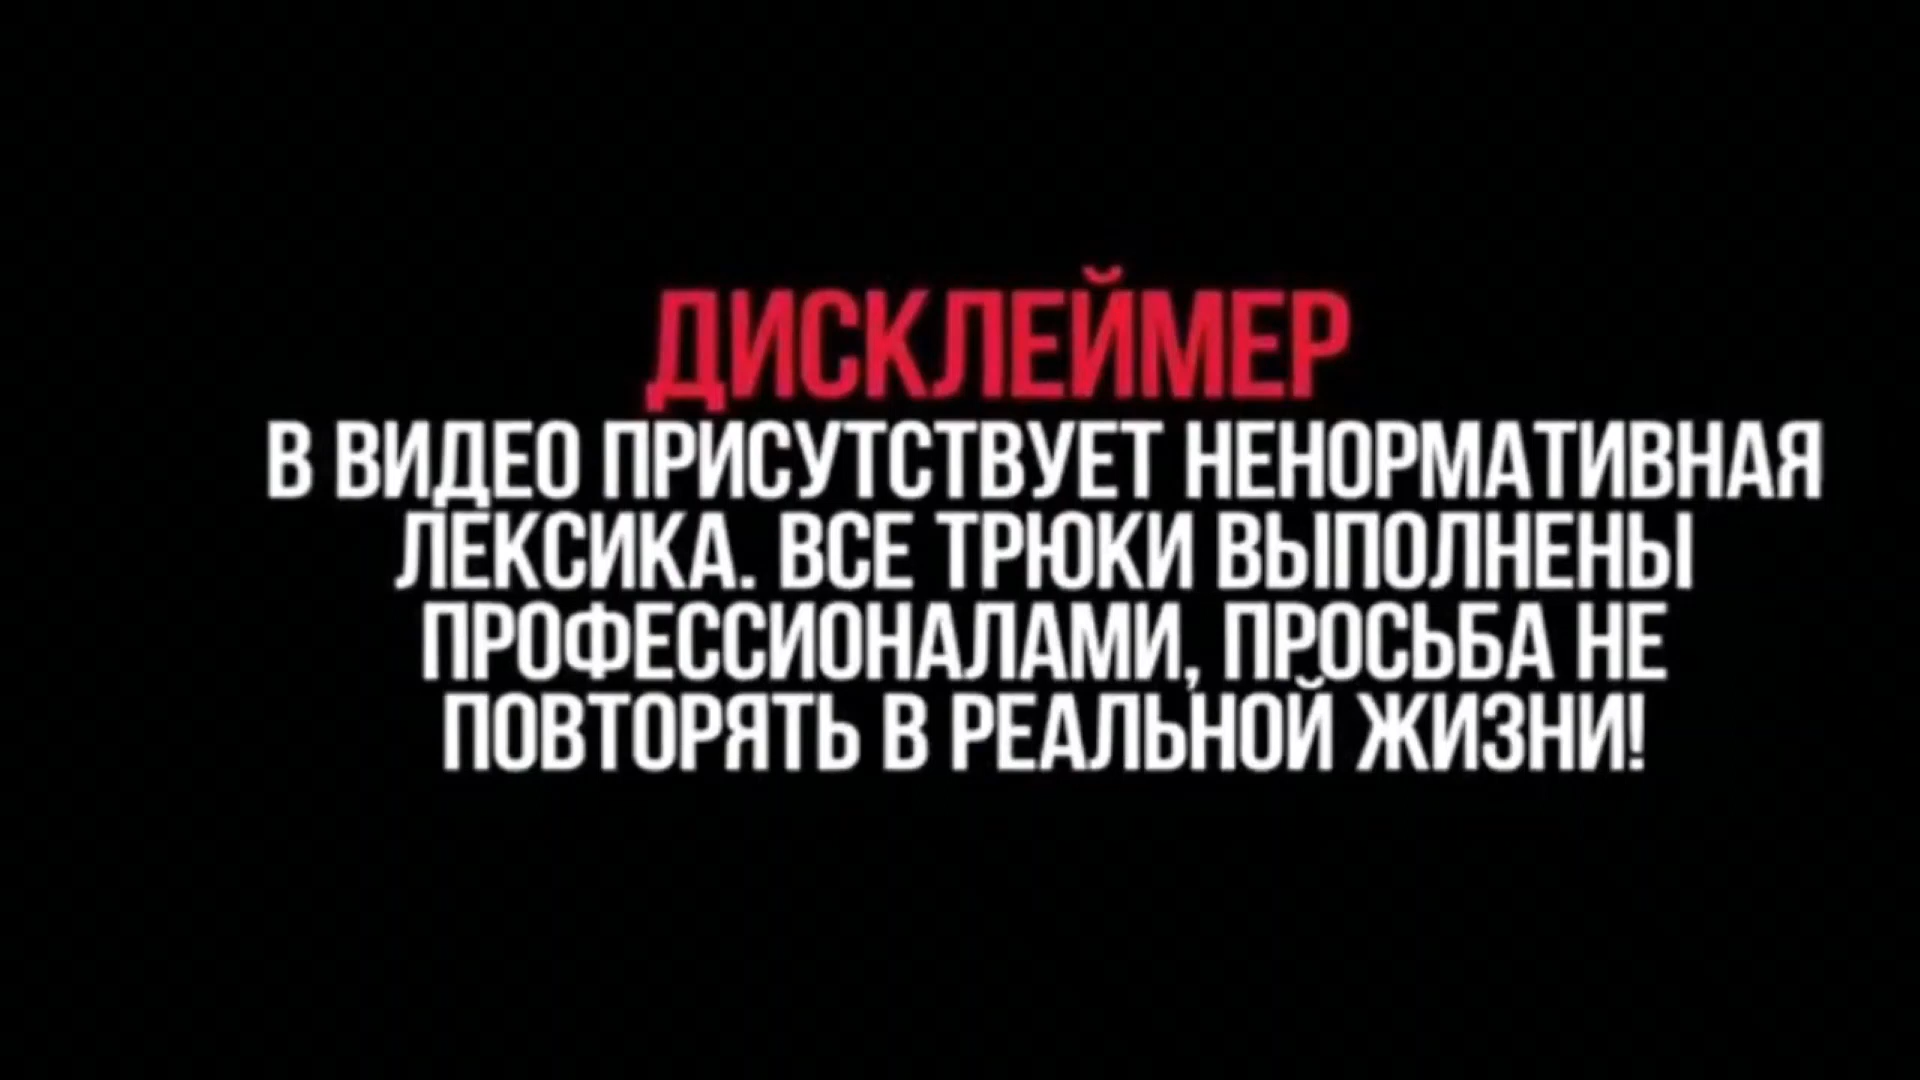 ДИСКЛЕЙМЕР
В ВИДЕО ПРИСУТСТВУЕТ НЕНОРМАТИВНАЯ
ЛЕКСИКА. ВСЕ ТРЮКИ ВЫПОЛНЕНЫ
ПРОФЕССИОНАЛАМИ, ПРОСЬБА НЕ
ПОВТОРЯТЬ В РЕАЛЬНОЙ ЖИЗНИ!